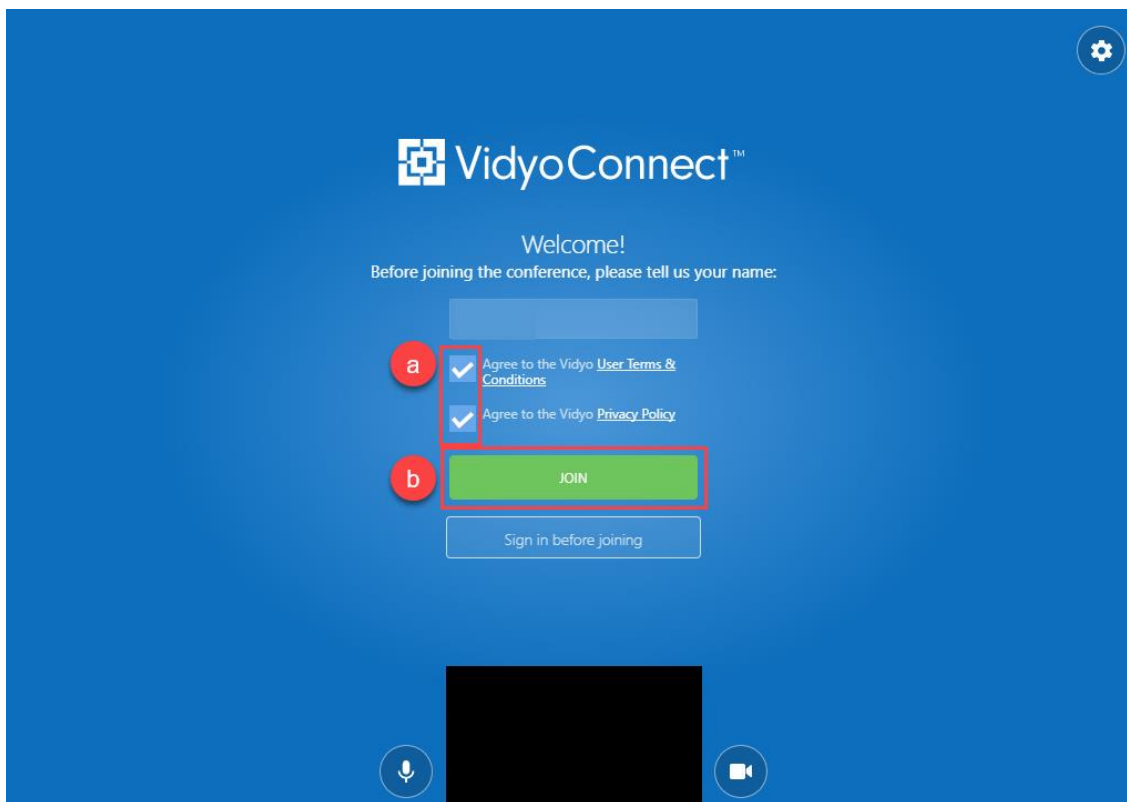 VidyoConnect™
Welcome!
Before joining the conference, please tell us your name:
a
Agree to the Vidyo User Terms &
Conditions
Agree to the Vidyo Privacy Policy
b
JOIN
Sign in before joining